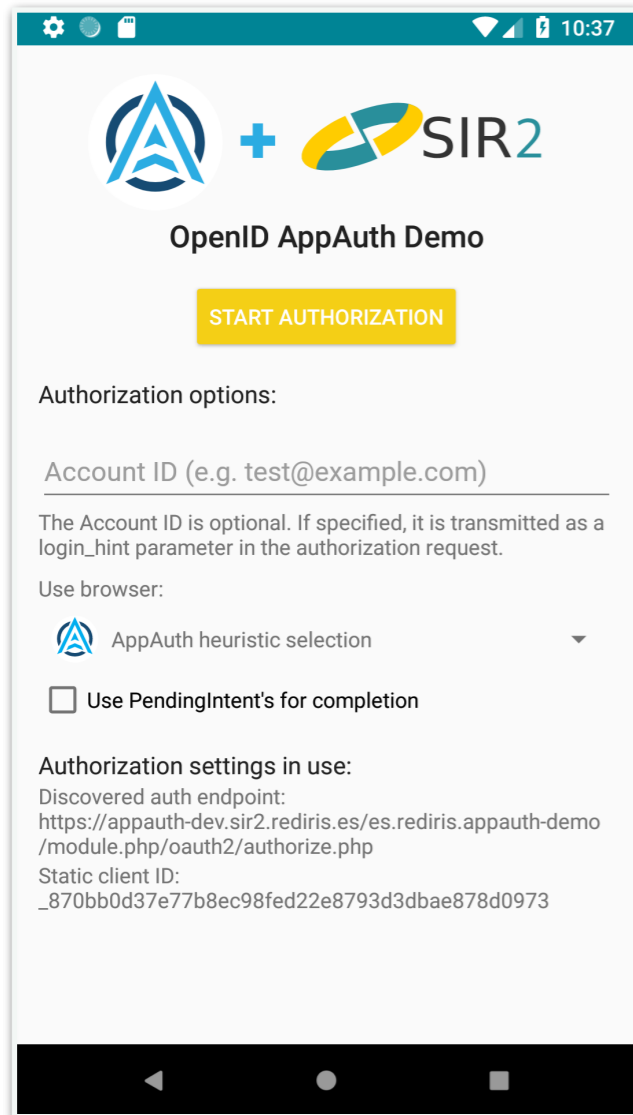 10:37
SIR2
OpenID AppAuth Demo
START AUTHORIZATION
Authorization options:
Account ID (e.g. test@example.com)
The Account ID is optional. If specified, it is transmitted as a
login_hint parameter in the authorization request.
Use browser:
AppAuth heuristic selection
Use PendingIntent's for completion
Authorization settings in use:
Discovered auth endpoint:
https://appauth-dev.sir2.rediris.es/es.rediris.appauth-demo
/module.php/oauth2/authorize.php
Static client ID:
_870bb0d37e77b8ec98fed22e8793d3dbae878d0973